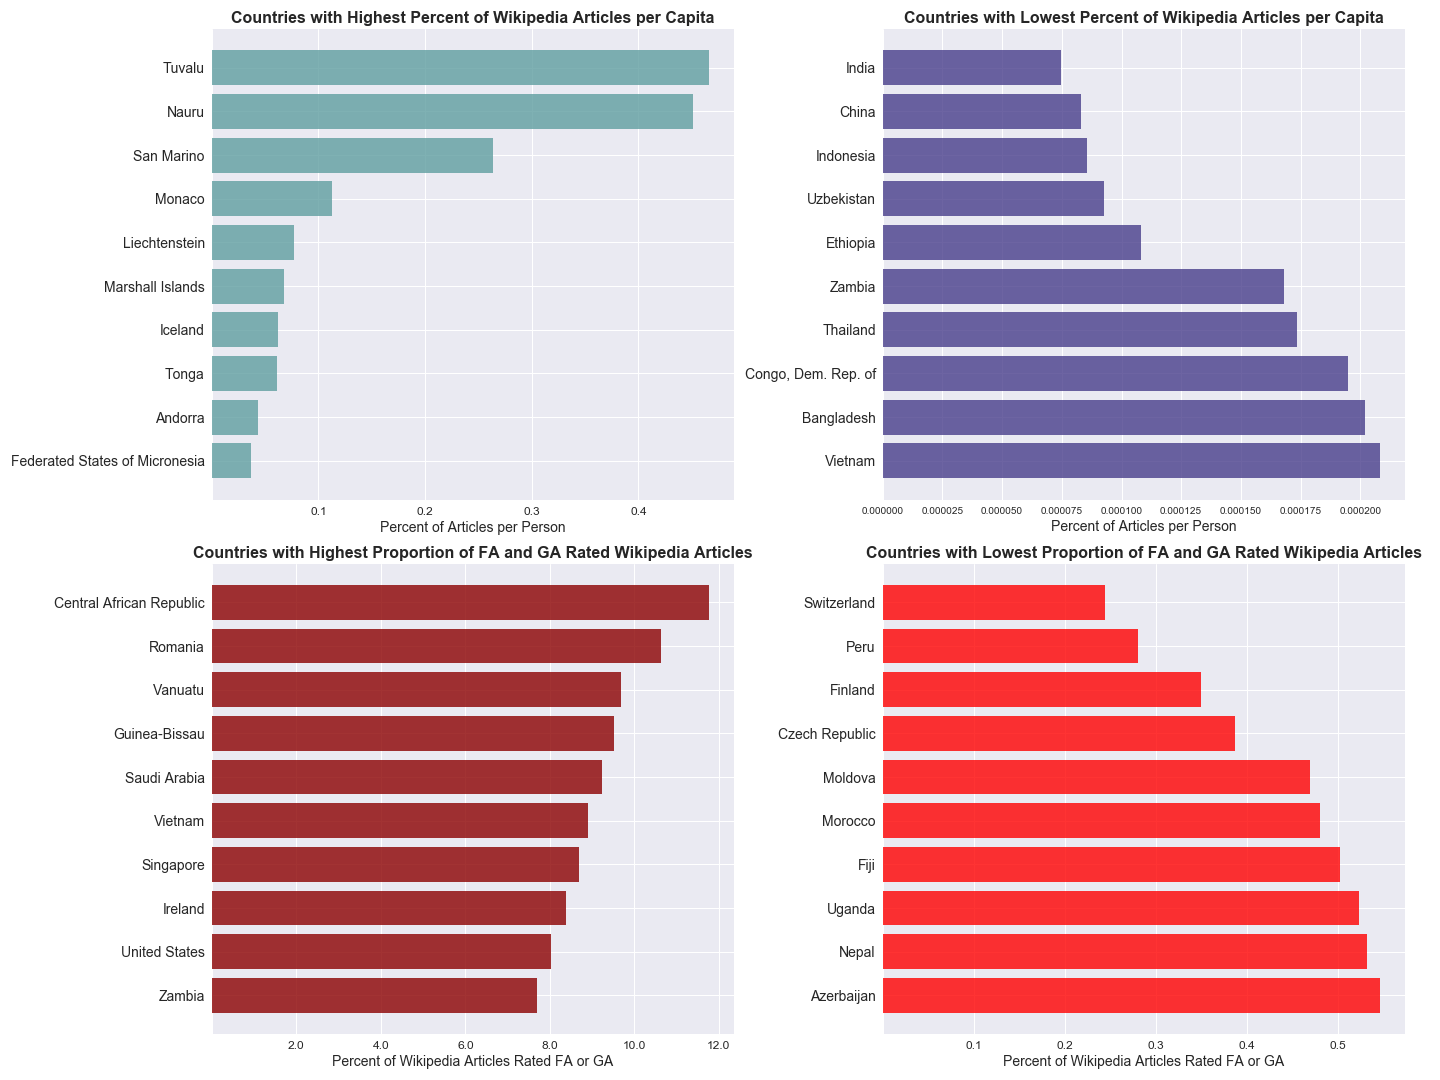 Countries with Highest Percent of Wikipedia Articles per Capita
Tuvalu
Nauru
San Marino
Monaco
Liechtenstein
Marshall Islands
Iceland
Tonga
Andorra
Federated States of Micronesia
0.1 0.2 0.3 0.4
Percent of Articles per Person
Countries with Lowest Percent of Wikipedia Articles per Capita
India
China
Indonesia
Uzbekistan
Ethiopia
Zambia
Thailand
Congo, Dem. Rep. of
Bangladesh
Vietnam
0.000000 0.000025 0.000050 0.000075 0.000100 0.000125 0.000150 0.000175 0.000200
Percent of Articles per Person
Countries with Highest Proportion of FA and GA Rated Wikipedia Articles
Central African Republic
Romania
Vanuatu
Guinea-Bissau
Saudi Arabia
Vietnam
Singapore
Ireland
United States
Zambia
2.0 4.0 6.0 8.0 10.0 12.0
Percent of Wikipedia Articles Rated FA or GA
Countries with Lowest Proportion of FA and GA Rated Wikipedia Articles
Switzerland
Peru
Finland
Czech Republic
Moldova
Morocco
Fiji
Uganda
Nepal
Azerbaijan
0.1 0.2 0.3 0.4 0.5
Percent of Wikipedia Articles Rated FA or GA